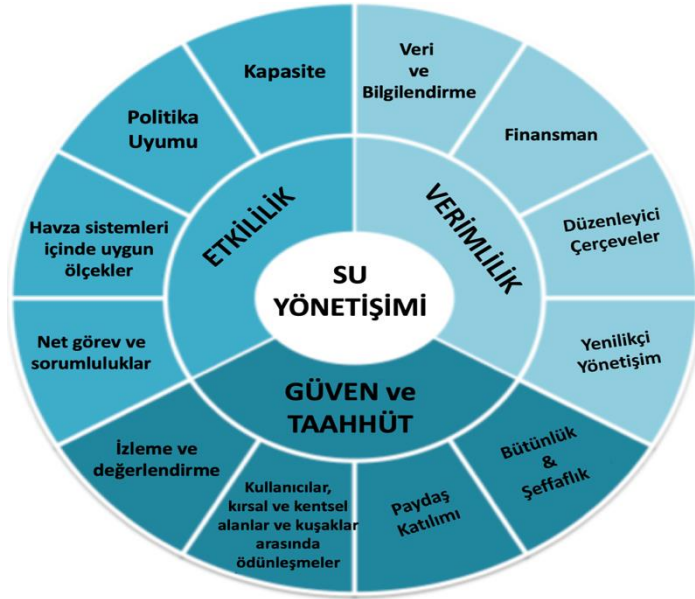 SU
YÖNETİŞİMİ
ETKİLİLİK
VERİMLİLİK
GÜVEN ve
TAAHHÜT
Kapasite
Politika
Uyumu
Havza sistemleri
içinde uygun
ölçekler
Net görev ve
sorumluluklar
Veri
ve
Bilgilendirme
Finansman
Düzenleyici
Çerçeveler
Yenilikçi
Yönetişim
Bütünlük
&
Şeffaflık
Paydaş
Katılımı
Kullanıcılar,
kırsal ve kentsel
alanlar ve kuşaklar
arasında
ödünleşmeler
İzleme ve
değerlendirme